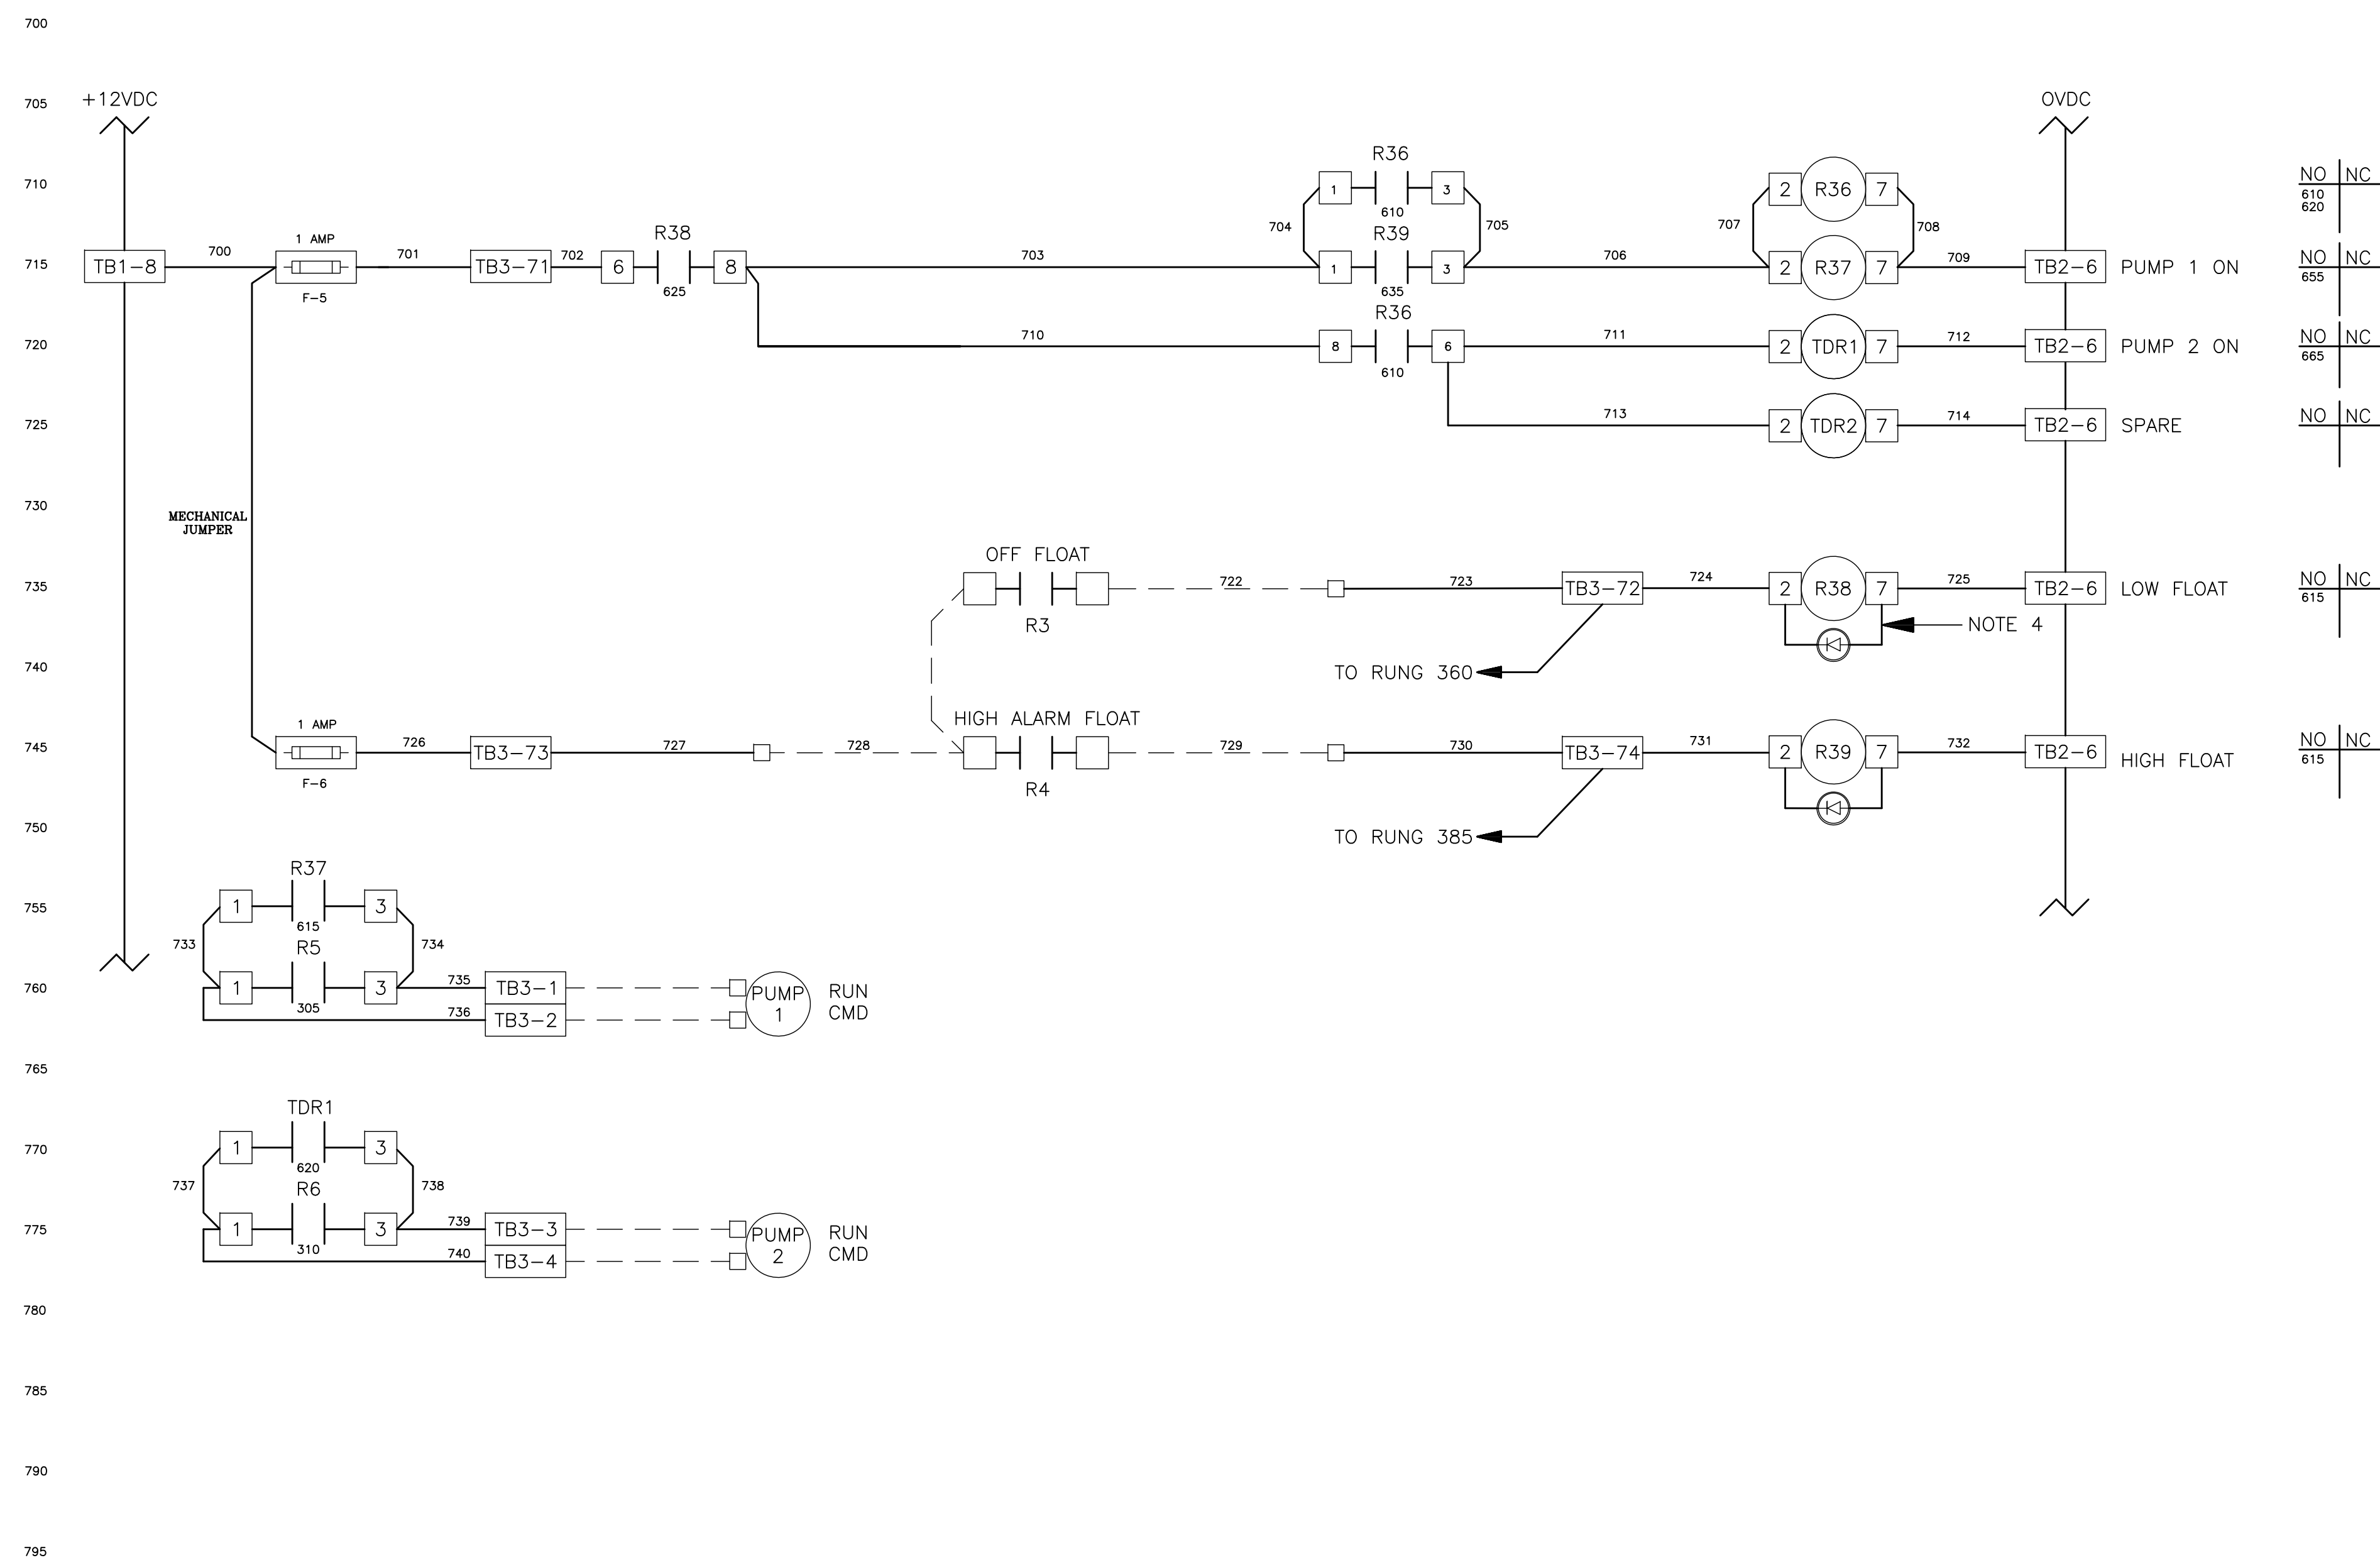 700
705
+12VDC
0VDC
R36
710
1
3
2
R36
7
NO
NC
610
620
610
704
705
707
708
R39
1 AMP
R38
715
TB1-8
700
701
TB3-71
702
6
8
703
1
3
706
2
R37
7
709
TB2-6
PUMP 1 ON
NO
NC
655
F-5
625
635
R36
720
710
8
6
711
2
TDR1
7
712
TB2-6
PUMP 2 ON
NO
NC
665
610
725
713
2
TDR2
7
714
TB2-6
SPARE
NO
NC
730
MECHANICAL
JUMPER
OFF FLOAT
735
722
723
TB3-72
724
2
R38
7
725
TB2-6
LOW FLOAT
NO
NC
615
R3
NOTE 4
740
TO RUNG 360
1 AMP
HIGH ALARM FLOAT
745
726
TB3-73
727
728
729
730
TB3-74
731
2
R39
7
732
TB2-6
HIGH FLOAT
NO
NC
615
F-6
R4
750
TO RUNG 385
R37
755
1
3
615
733
734
R5
760
1
3
735
TB3-1
PUMP
1
RUN
CMD
305
736
TB3-2
765
TDR1
770
1
3
620
737
738
R6
775
1
3
739
TB3-3
PUMP
2
RUN
CMD
310
740
TB3-4
780
785
790
795